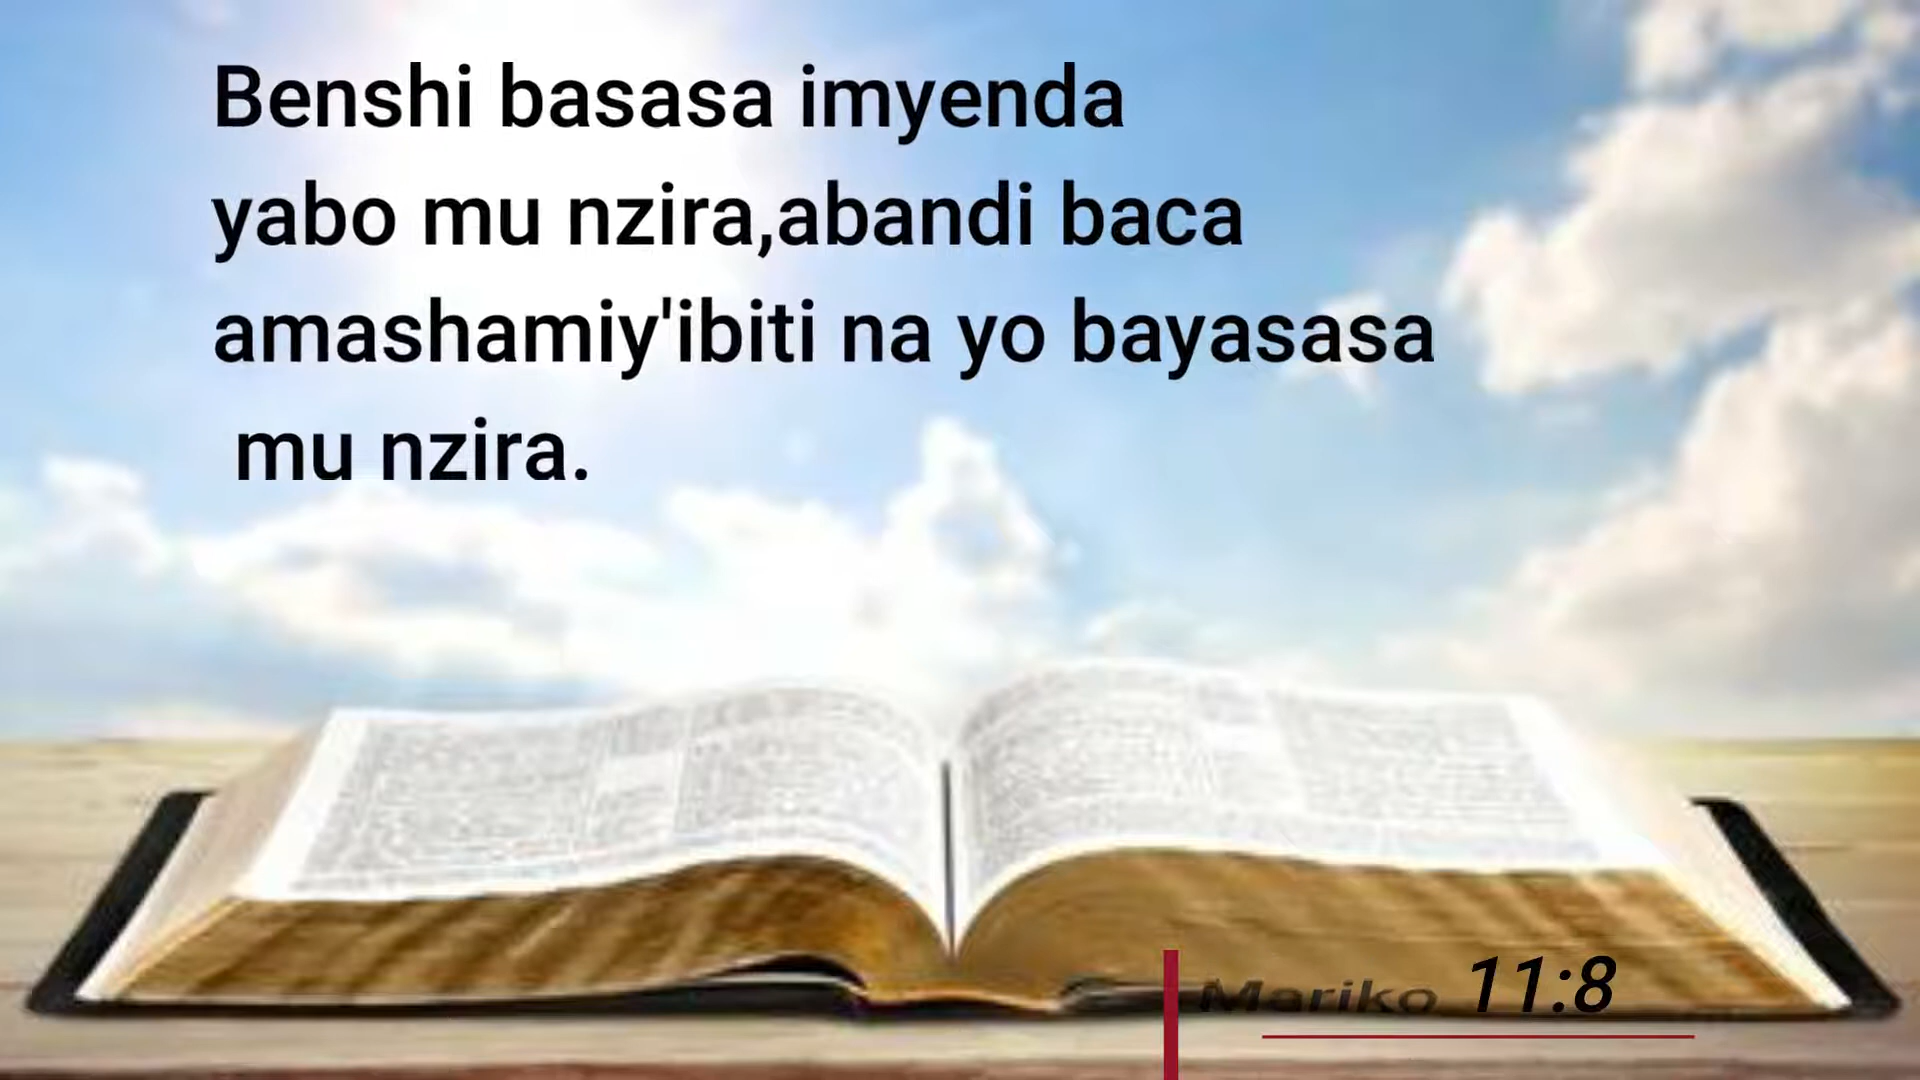 Benshi basasa imyenda
yabo mu nzira,abandi baca
amashamiy'ibiti na yo bayasasa
mu nzira.
Mariko 11:8